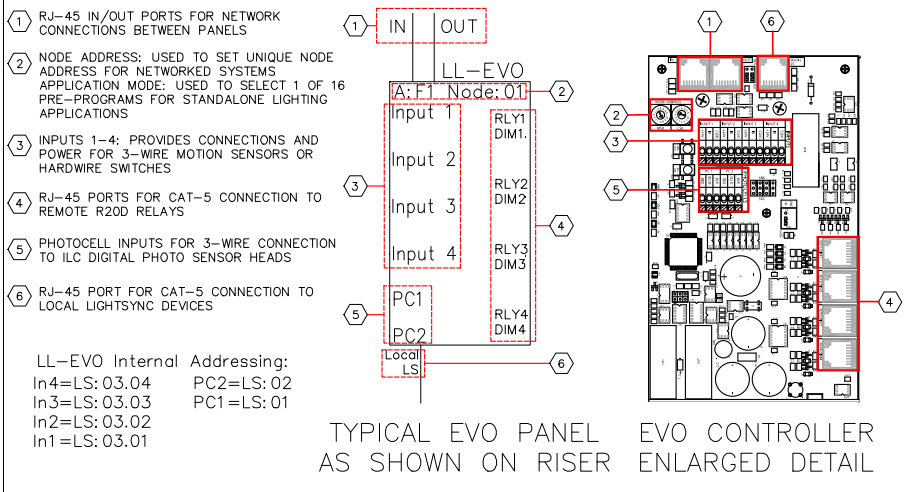 1 RJ-45 IN/OUT PORTS FOR NETWORK
CONNECTIONS BETWEEN PANELS
2 NODE ADDRESS: USED TO SET UNIQUE NODE
ADDRESS FOR NETWORKED SYSTEMS
APPLICATION MODE: USED TO SELECT 1 OF 16
PRE-PROGRAMS FOR STANDALONE LIGHTING
APPLICATIONS
3 INPUTS 1-4: PROVIDES CONNECTIONS AND
POWER FOR 3-WIRE MOTION SENSORS OR
HARDWIRE SWITCHES
4 RJ-45 PORTS FOR CAT-5 CONNECTION TO
REMOTE R20D RELAYS
5 PHOTOCELL INPUTS FOR 3-WIRE CONNECTION
TO ILC DIGITAL PHOTO SENSOR HEADS
6 RJ-45 PORT FOR CAT-5 CONNECTION TO
LOCAL LIGHTSYNC DEVICES
LL-EVO Internal Addressing:
In4=LS: 03.04 PC2=LS: 02
In3=LS: 03.03 PC1=LS: 01
In2=LS: 03.02
In1=LS: 03.01
1 IN OUT
LL-EVO
A: F1 Node: 01 2
Input 1 RLY1
DIM1.
Input 2 RLY2
DIM2
3
Input 3 RLY3
DIM3
4
Input 4
PC1 RLY4
DIM4
5
PC2
Local
LS 6
TYPICAL EVO PANEL
AS SHOWN ON RISER
1 6
2
3
5
4
EVO CONTROLLER
ENLARGED DETAIL